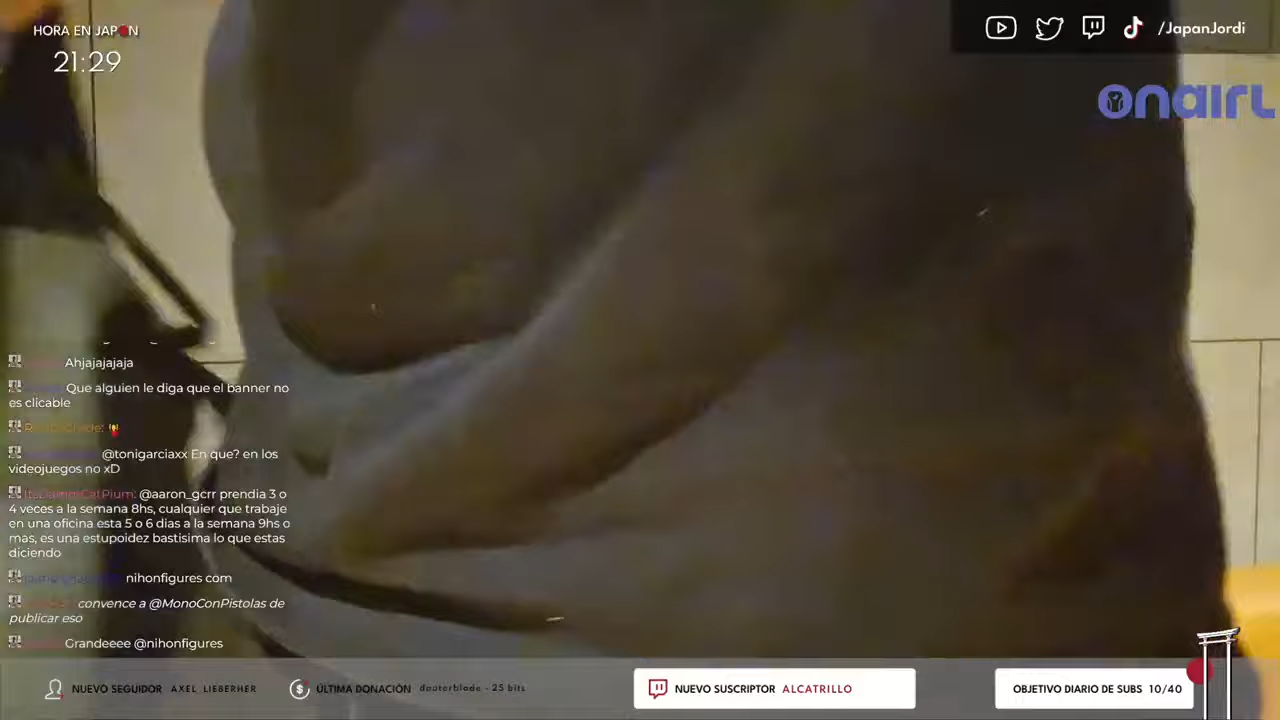 HORA EN JAPÓN
21:29
/JapanJordi
onairl
Ahjajajajaja
Que alguien le diga que el banner no
es clicable
@tonigarciaxx En que? en los
videojuegos no xD
@aaron_gcrr prendia 3 o
4 veces a la semana 8hs, cualquier que trabaje
en una oficina esta 5 o 6 dias a la semana 9hs o
mas, es una estupoidez bastisima lo que estas
diciendo
nihonfigures com
convence a @MonoConPistolas de
publicar eso
Grandeeee @nihonfigures
NUEVO SEGUIDOR AXEL LIEBERHER
ÚLTIMA DONACIÓN dauterblade - 25 bits
NUEVO SUSCRIPTOR ALCATRILLO
OBJETIVO DIARIO DE SUBS 10/40